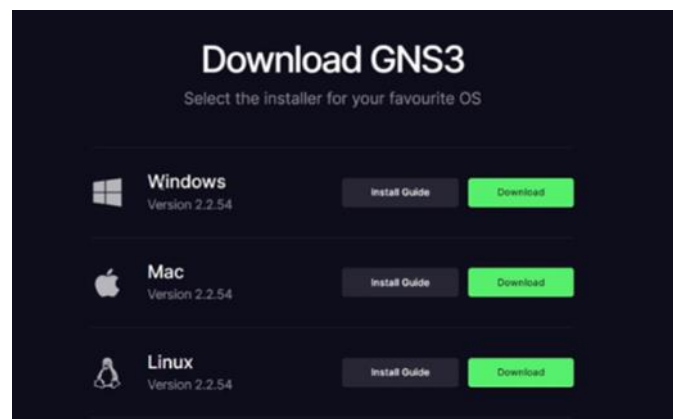 Download GNS3
Select the installer for your favourite OS
Windows
Version 2.2.54
Install Guide
Download
Mac
Version 2.2.54
Install Guide
Download
Linux
Version 2.2.54
Install Guide
Download